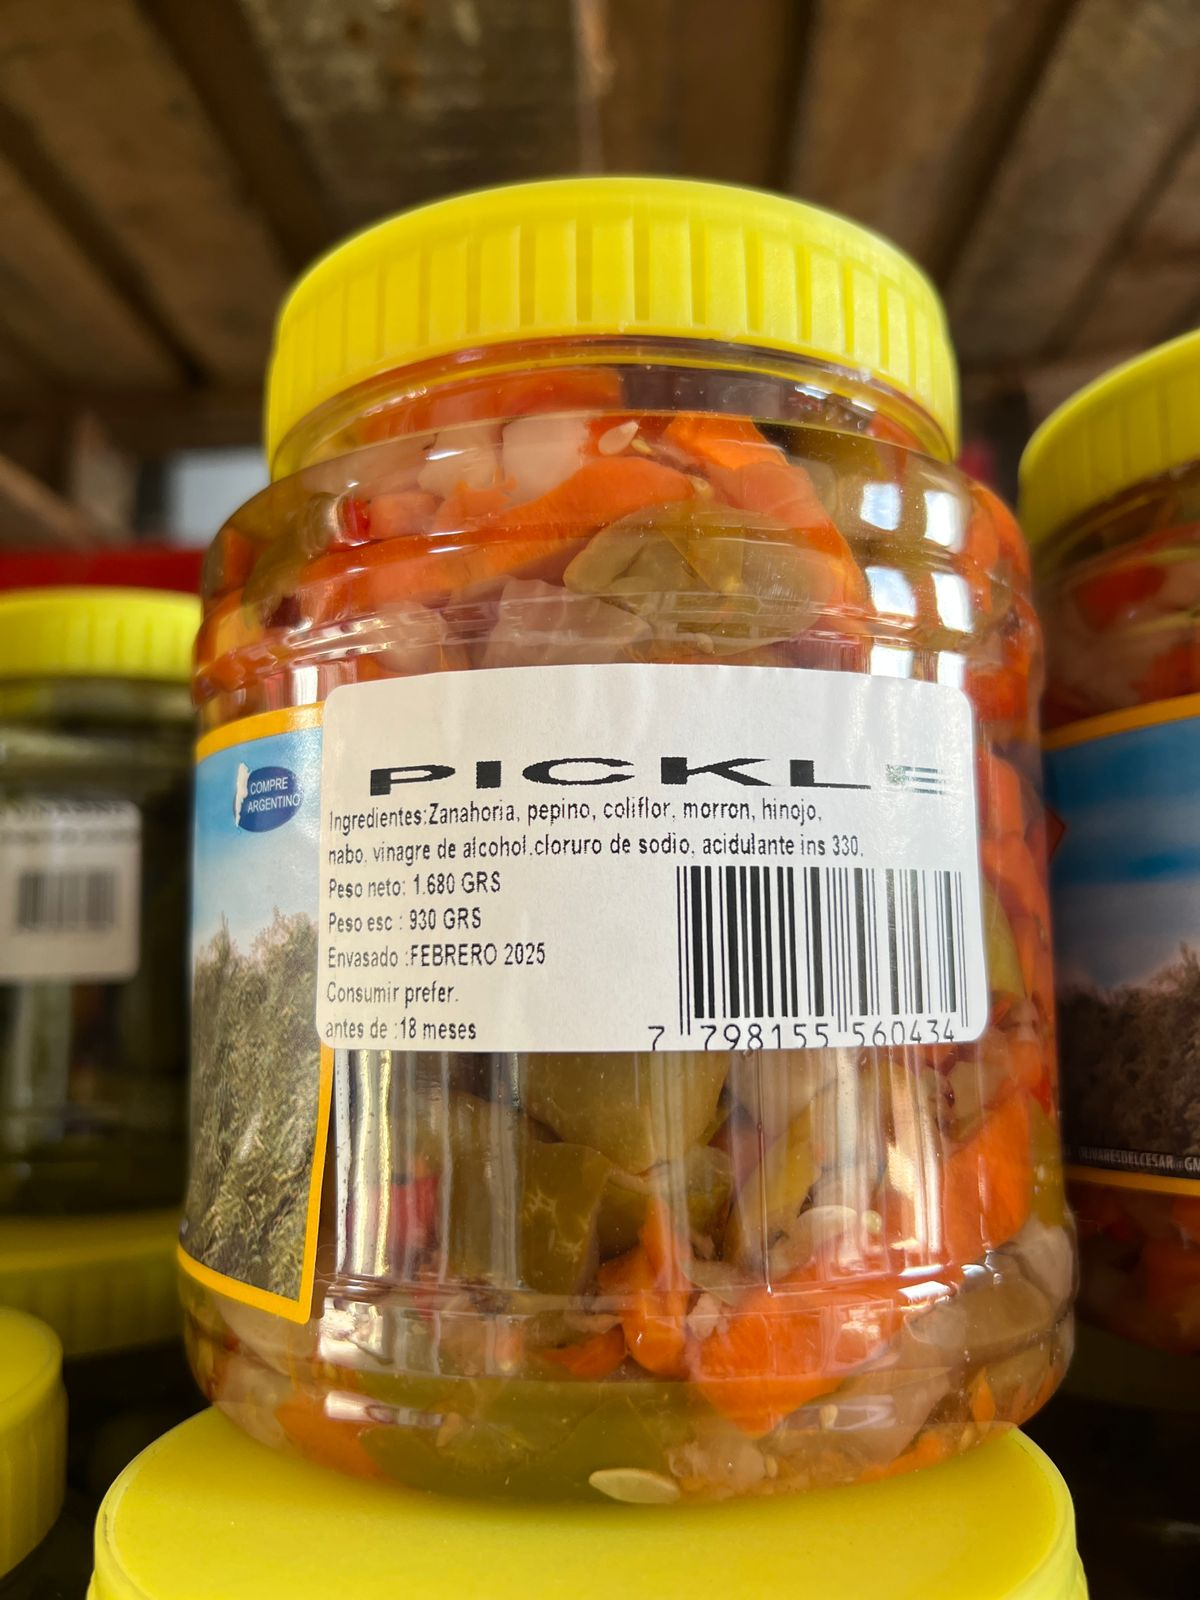 PICKLE
COMPRE
ARGENTINO
Ingredientes:Zanahoria, pepino, coliflor, morron, hinojo,
nabo, vinagre de alcohol.cloruro de sodio, acidulante ins 330,
Peso neto: 1.680 GRS
Peso esc : 930 GRS
Envasado :FEBRERO 2025
Consumir prefer.
antes de :18 meses
7 798155 560434
OLIVARESDELCESAR